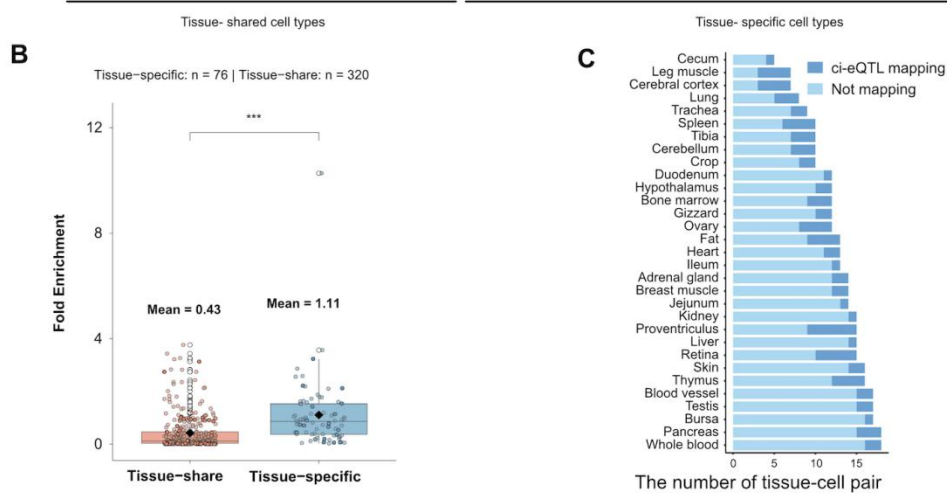 Tissue- shared cell types
Tissue- specific cell types
B
Tissue-specific: n = 76 | Tissue-share: n = 320
***
12
8
4
0
Fold Enrichment
Mean = 0.43
Mean = 1.11
Tissue-share
Tissue-specific
C
ci-eQTL mapping
Not mapping
Cecum
Leg muscle
Cerebral cortex
Lung
Trachea
Spleen
Tibia
Cerebellum
Crop
Duodenum
Hypothalamus
Bone marrow
Gizzard
Ovary
Fat
Heart
Ileum
Adrenal gland
Breast muscle
Jejunum
Kidney
Proventriculus
Liver
Retina
Skin
Thymus
Blood vessel
Testis
Bursa
Pancreas
Whole blood
0 5 10 15
The number of tissue-cell pair